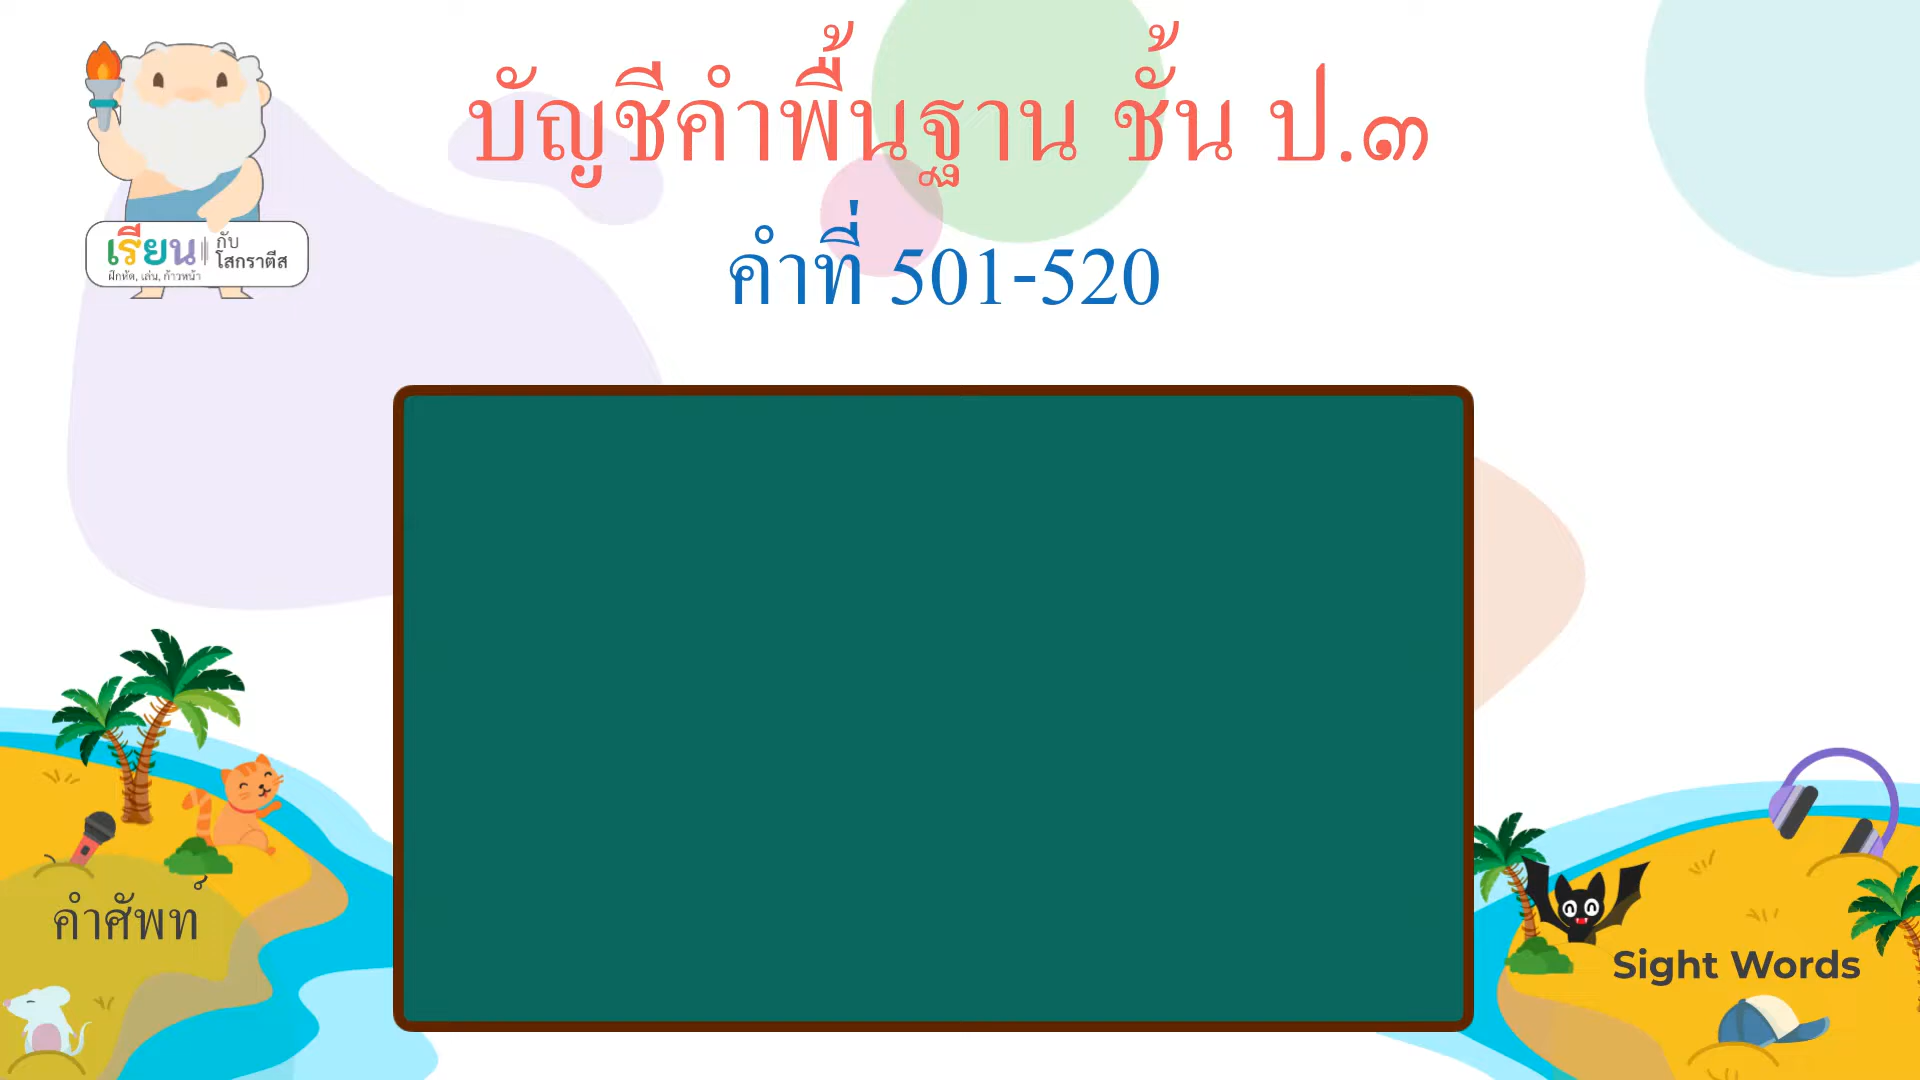 บัญชีคำพื้นฐาน ชั้น ป.๓
คำที่ 501-520
เรียน กับโสกราตีส
ฝึกหัด, เล่น, ก้าวหน้า
คำศัพท์
Sight Words